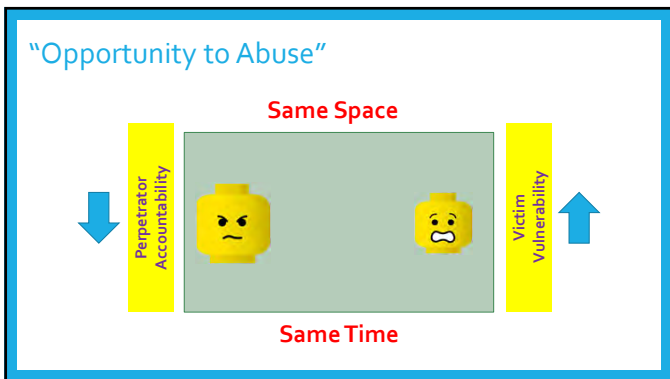 “Opportunity to Abuse”
Same Space
Perpetrator
Accountability
Victim
Vulnerability
Same Time